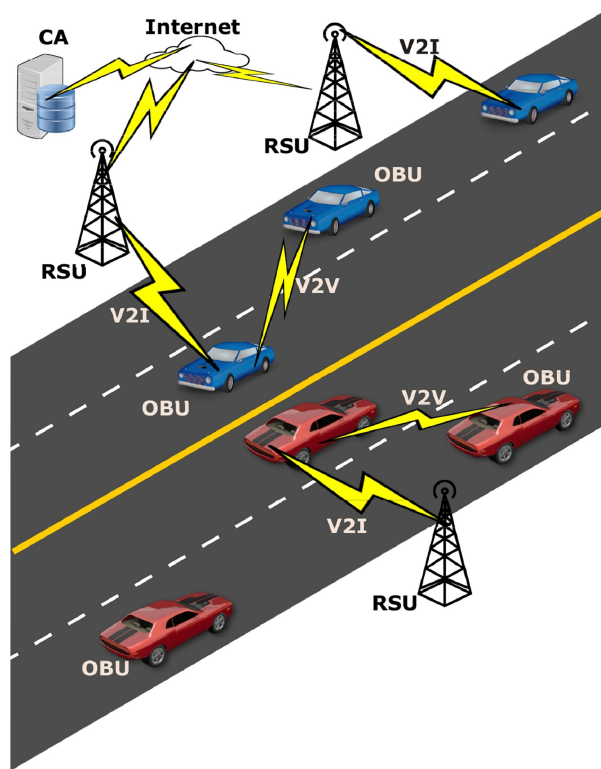 Internet
CA
V2I
RSU
OBU
RSU
V2V
V2I
OBU
OBU
V2V
V2I
RSU
OBU